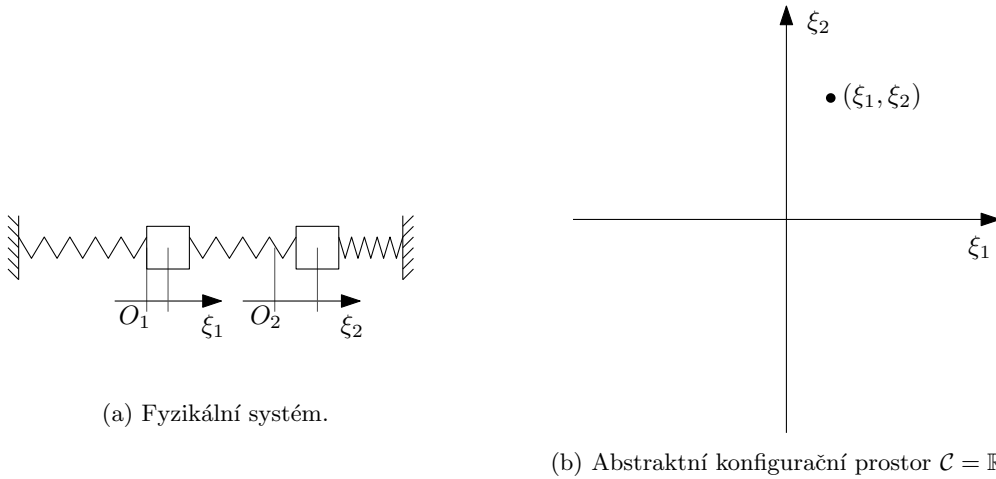 ξ₂
(ξ₁, ξ₂)
ξ₁
O₁
ξ₁
O₂
ξ₂
(a) Fyzikální systém.
(b) Abstraktní konfigurační prostor 𝒞 = ℝ